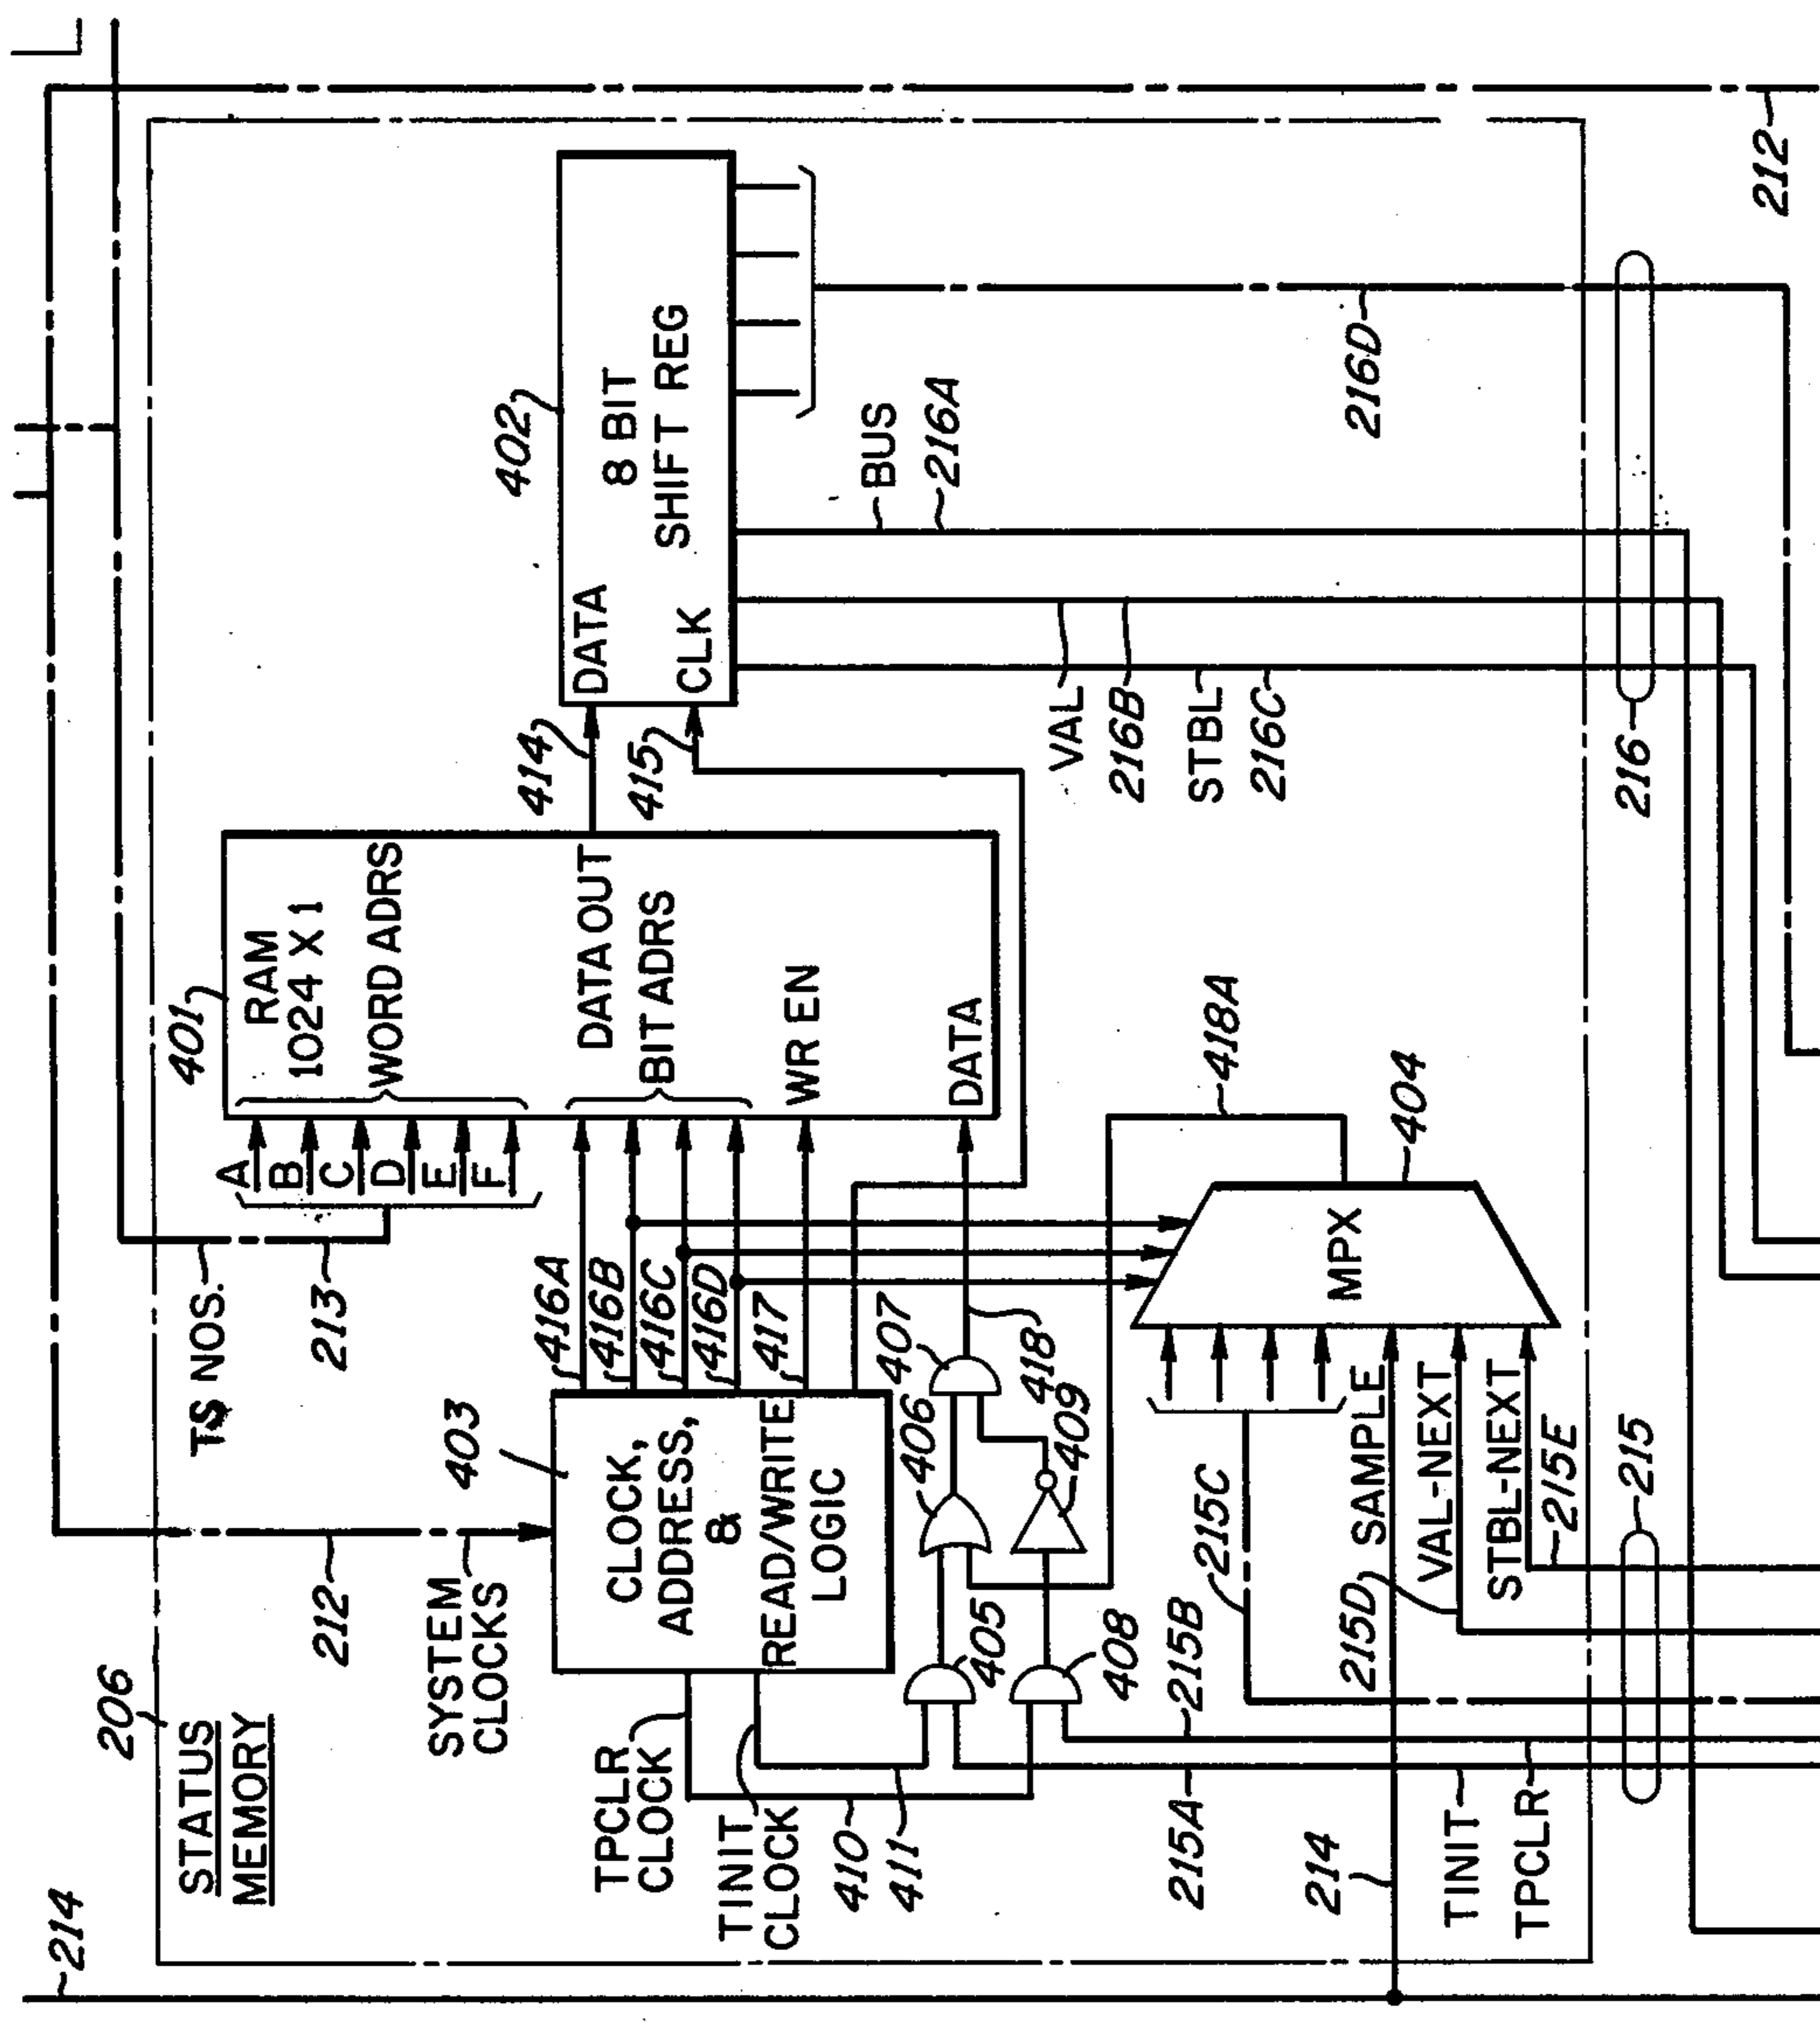 214
STATUS
MEMORY
206
212
SYSTEM
CLOCKS
TS NOS.
213
403
CLOCK,
ADDRESS,
&
READ/WRITE
LOGIC
TPCLR
CLOCK
TINIT
CLOCK
410
411
416A
416B
416C
416D
417
A
B
C
D
E
F
401
RAM
1024 X 1
WORD ADRS
DATA OUT
BIT ADRS
WR EN
DATA
414
415
402
8 BIT
SHIFT REG
DATA
CLK
405
406
407
408
409
418
418A
404
MPX
215C
SAMPLE
VAL-NEXT
215D
STBL-NEXT
215E
215
215A
215B
214
TINIT
TPCLR
BUS
216A
VAL
216B
STBL
216C
216D
216
212